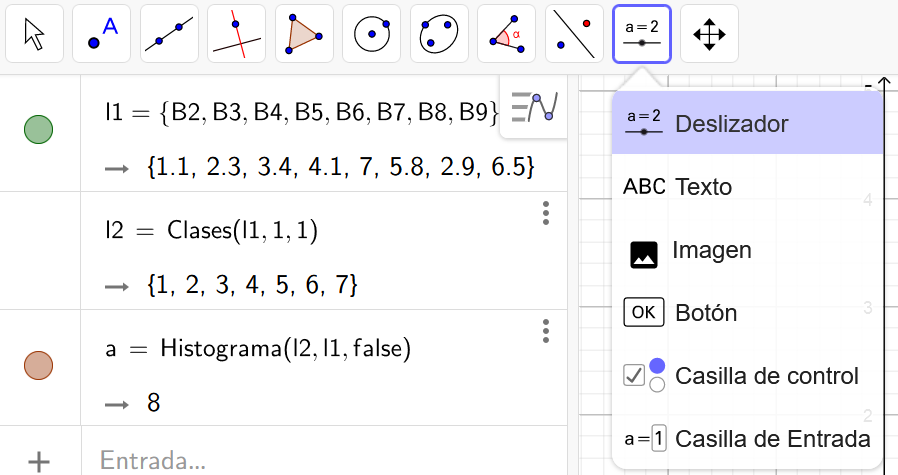 A
α
a=2
l1 = {B2, B3, B4, B5, B6, B7, B8, B9}
→ {1.1, 2.3, 3.4, 4.1, 7, 5.8, 2.9, 6.5}
l2 = Clases(l1, 1, 1)
→ {1, 2, 3, 4, 5, 6, 7}
a = Histograma(l2, l1, false)
→ 8
+ Entrada...
a=2 Deslizador
ABC Texto
4
Imagen
OK Botón
3
Casilla de control
2
a=1 Casilla de Entrada